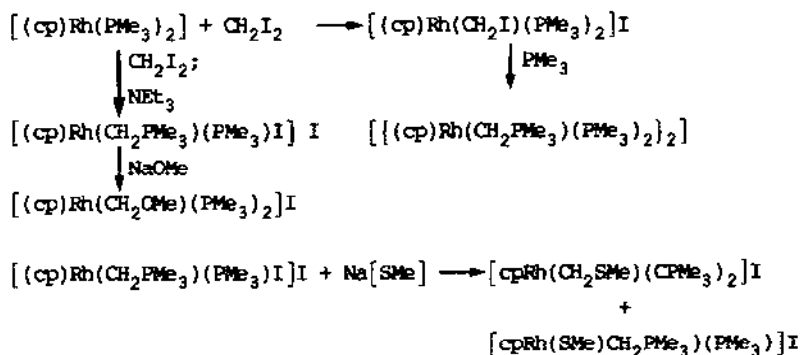 [(cp)Rh(PMe3)2] + CH2I2 ⟶ [(cp)Rh(CH2I)(PMe3)2]I
CH2I2; PMe3
NEt3
[(cp)Rh(CH2PMe3)(PMe3)I] I [{(cp)Rh(CH2PMe3)(PMe3)2}2]
NaOMe
[(cp)Rh(CH2OMe)(PMe3)2]I
[(cp)Rh(CH2PMe3)(PMe3)I]I + Na[SMe] ⟶ [cpRh(CH2SMe)(CPMe3)2]I
+
[cpRh(SMe)CH2PMe3)(PMe3)]I